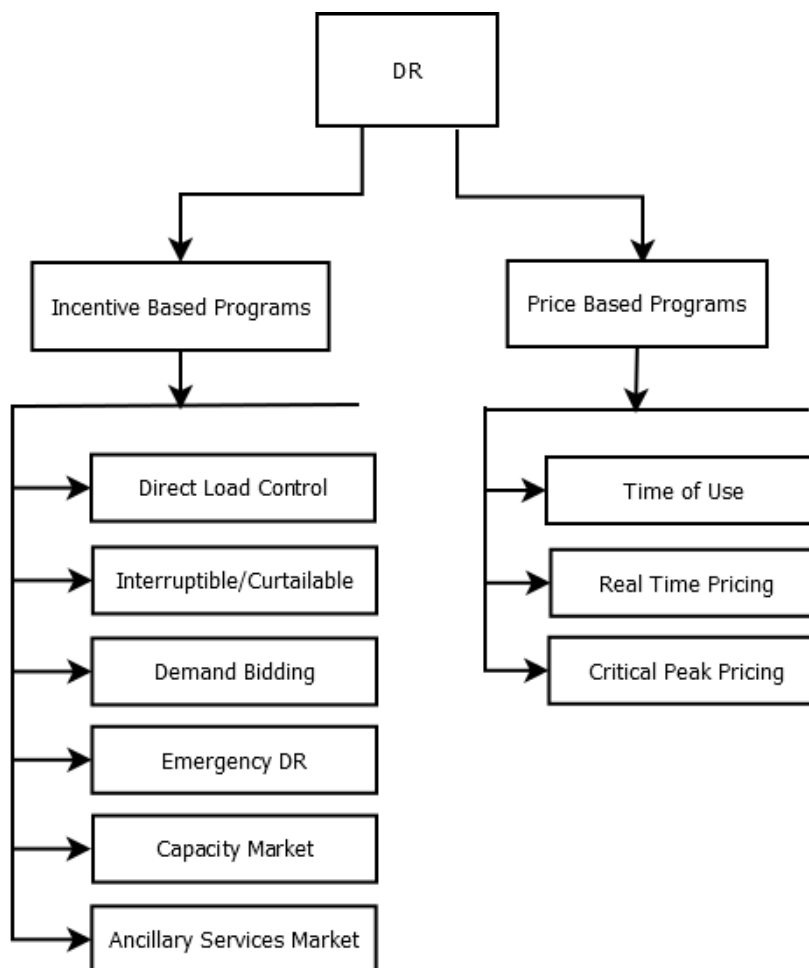 DR
Incentive Based Programs
Price Based Programs
Direct Load Control
Interruptible/Curtailable
Demand Bidding
Emergency DR
Capacity Market
Ancillary Services Market
Time of Use
Real Time Pricing
Critical Peak Pricing